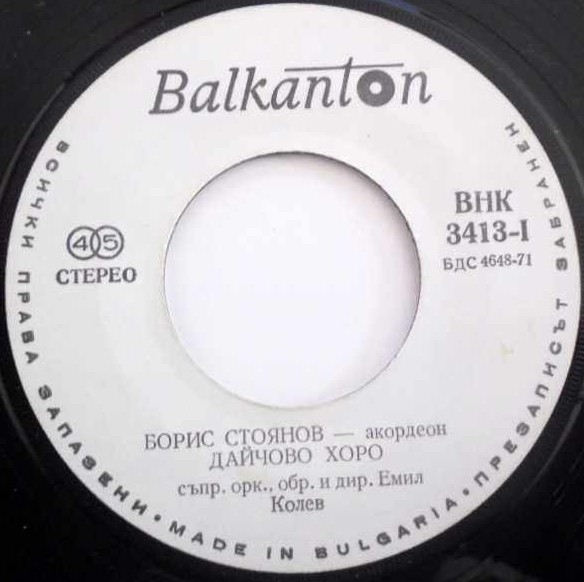 Balkanton
ВНК
3413-I
БДС 4648-71
45
СТЕРЕО
БОРИС СТОЯНОВ — акордеон
ДАЙЧОВО ХОРО
съпр. орк., обр. и дир. Емил
Колев
ВСИЧКИ ПРАВА ЗАПАЗЕНИ • MADE IN BULGARIA • ПРЕЗАПИСЪТ ЗАБРАНЕН